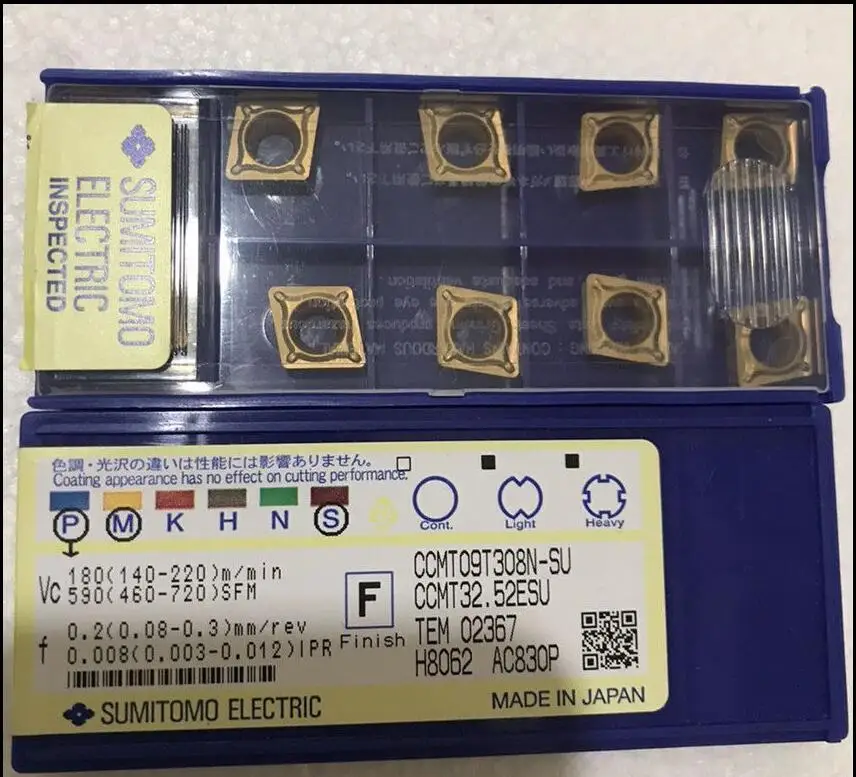 SUMITOMO
ELECTRIC
INSPECTED
色調・光沢の違いは性能には影響ありません。
Coating appearance has no effect on cutting performance.
P M K H N S
Cont. Light Heavy
Vc 180(140-220)m/min
590(460-720)SFM
f 0.2(0.08-0.3)mm/rev
0.008(0.003-0.012)IPR
F
Finish
CCMT09T308N-SU
CCMT32.52ESU
TEM 02367
H8062 AC830P
SUMITOMO ELECTRIC
MADE IN JAPAN